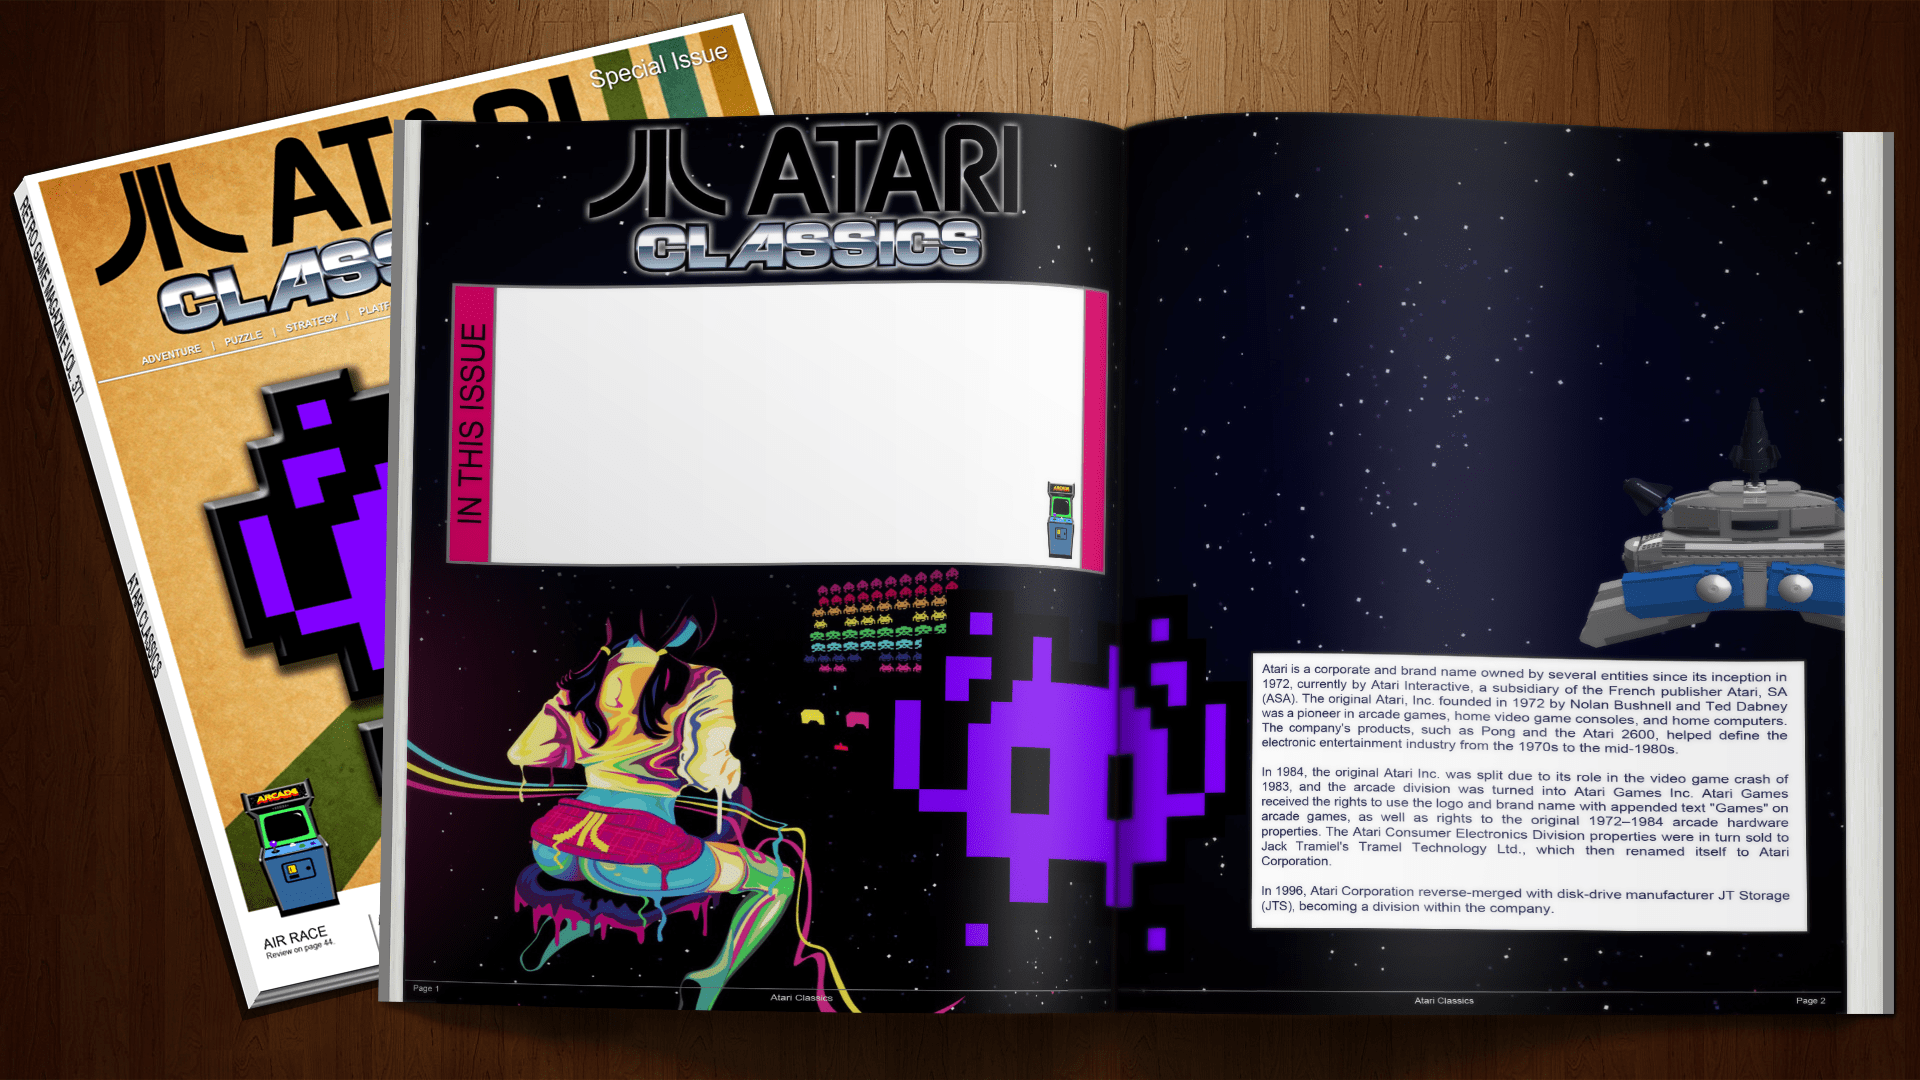 Special Issue
ATARI
CLASS
ADVENTURE | PUZZLE | STRATEGY | PLATF
RETRO GAME MAGAZINE VOL. 377
ATARI CLASSICS
ARCADE
AIR RACE
Review on page 44.
ATARI
CLASSICS
IN THIS ISSUE
ARCADE
Page 1
Atari Classics
Atari is a corporate and brand name owned by several entities since its inception in
1972, currently by Atari Interactive, a subsidiary of the French publisher Atari, SA
(ASA). The original Atari, Inc. founded in 1972 by Nolan Bushnell and Ted Dabney
was a pioneer in arcade games, home video game consoles, and home computers.
The company's products, such as Pong and the Atari 2600, helped define the
electronic entertainment industry from the 1970s to the mid-1980s.
In 1984, the original Atari Inc. was split due to its role in the video game crash of
1983, and the arcade division was turned into Atari Games Inc. Atari Games
received the rights to use the logo and brand name with appended text "Games" on
arcade games, as well as rights to the original 1972–1984 arcade hardware
properties. The Atari Consumer Electronics Division properties were in turn sold to
Jack Tramiel's Tramel Technology Ltd., which then renamed itself to Atari
Corporation.
In 1996, Atari Corporation reverse-merged with disk-drive manufacturer JT Storage
(JTS), becoming a division within the company.
Atari Classics
Page 2